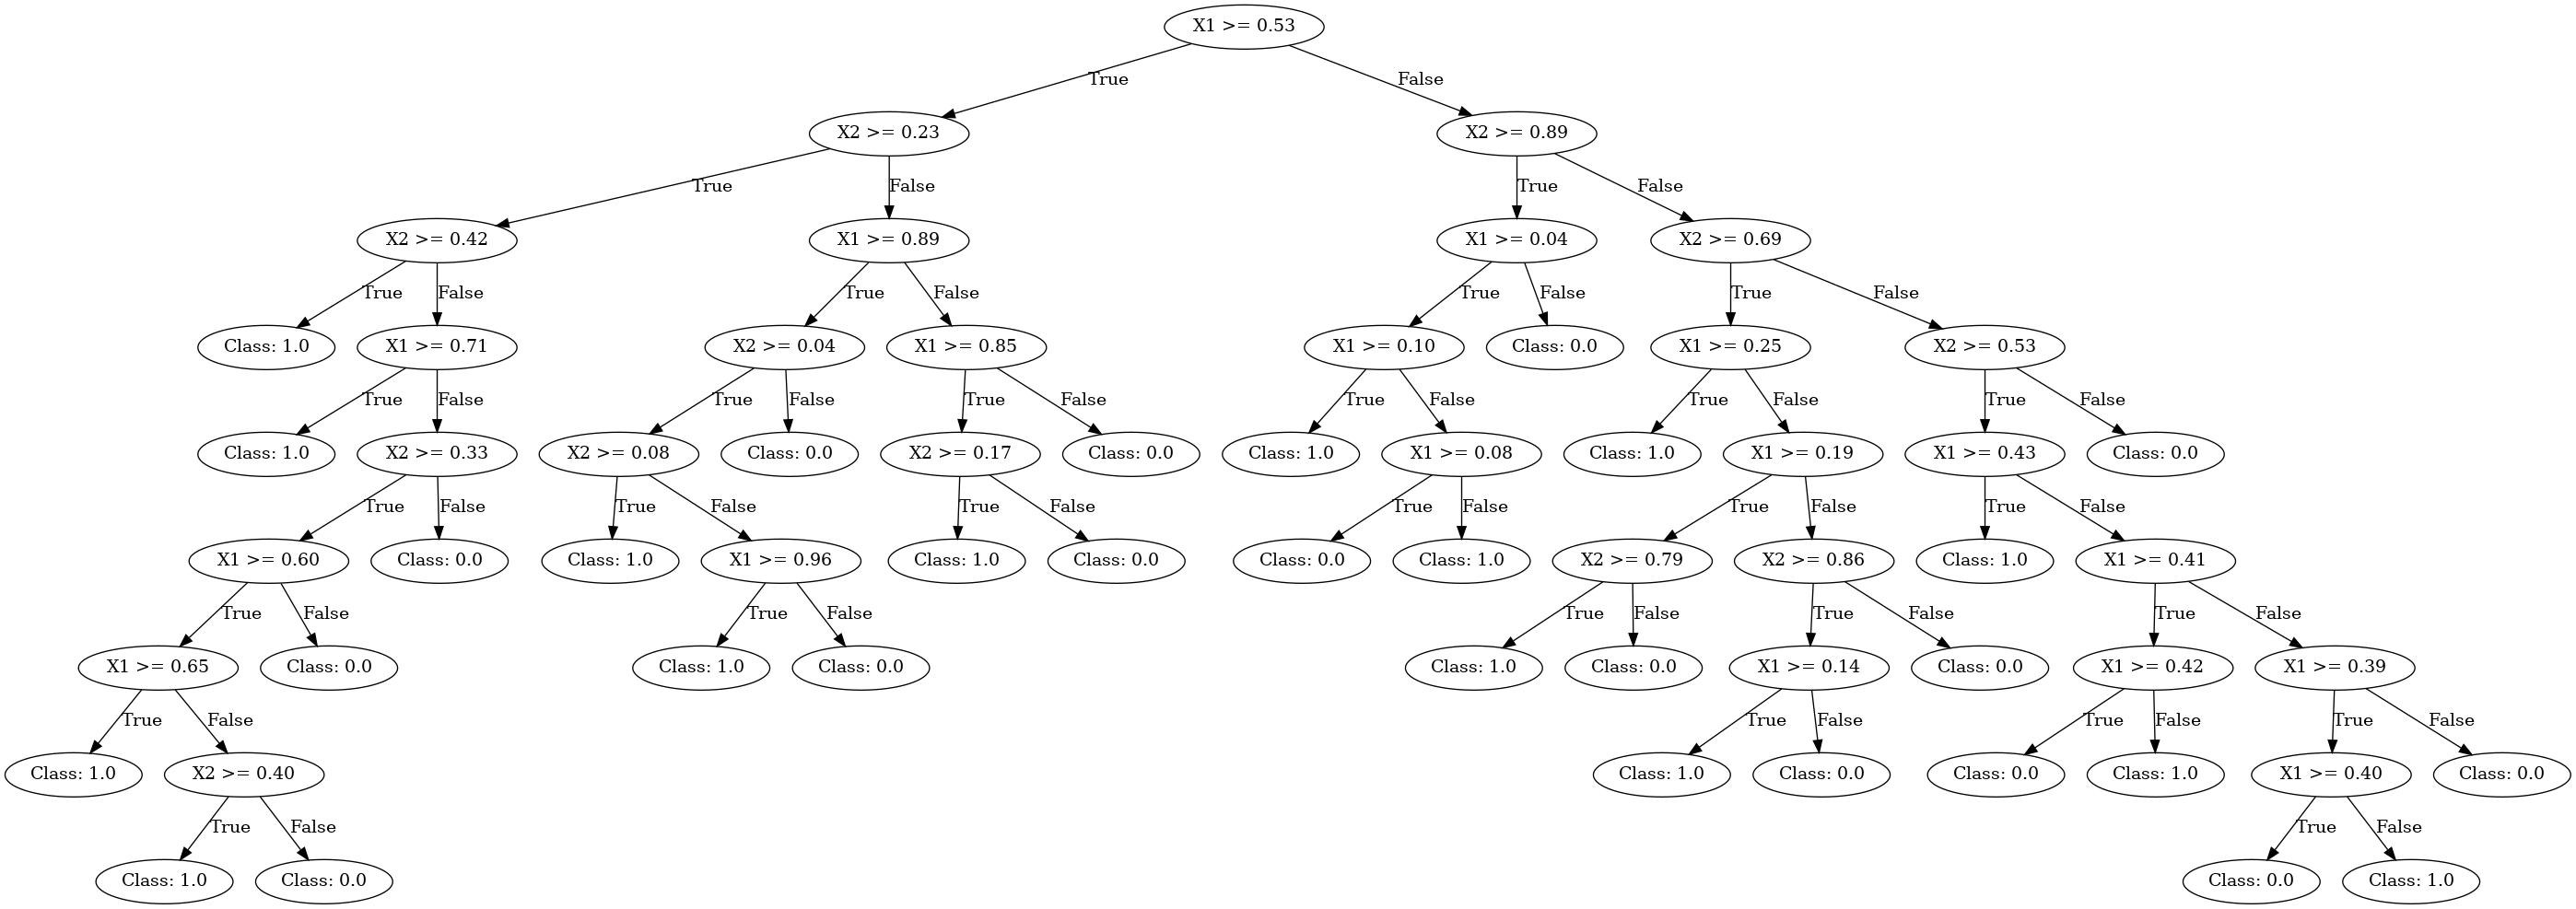 X1 >= 0.53
True
False
X2 >= 0.23
X2 >= 0.89
True
False
True
False
X2 >= 0.42
X1 >= 0.89
X1 >= 0.04
X2 >= 0.69
True
False
True
False
True
False
True
False
Class: 1.0
X1 >= 0.71
X2 >= 0.04
X1 >= 0.85
X1 >= 0.10
Class: 0.0
X1 >= 0.25
X2 >= 0.53
True
False
True
False
True
False
True
False
True
False
True
False
Class: 1.0
X2 >= 0.33
X2 >= 0.08
Class: 0.0
X2 >= 0.17
Class: 0.0
Class: 1.0
X1 >= 0.08
Class: 1.0
X1 >= 0.19
X1 >= 0.43
Class: 0.0
True
False
True
False
True
False
True
False
True
False
True
False
X1 >= 0.60
Class: 0.0
Class: 1.0
X1 >= 0.96
Class: 1.0
Class: 0.0
Class: 0.0
Class: 1.0
X2 >= 0.79
X2 >= 0.86
Class: 1.0
X1 >= 0.41
True
False
True
False
True
False
True
False
True
False
X1 >= 0.65
Class: 0.0
Class: 1.0
Class: 0.0
Class: 1.0
Class: 0.0
X1 >= 0.14
Class: 0.0
X1 >= 0.42
X1 >= 0.39
True
False
True
False
True
False
True
False
Class: 1.0
X2 >= 0.40
Class: 1.0
Class: 0.0
Class: 0.0
Class: 1.0
X1 >= 0.40
Class: 0.0
True
False
True
False
Class: 1.0
Class: 0.0
Class: 0.0
Class: 1.0